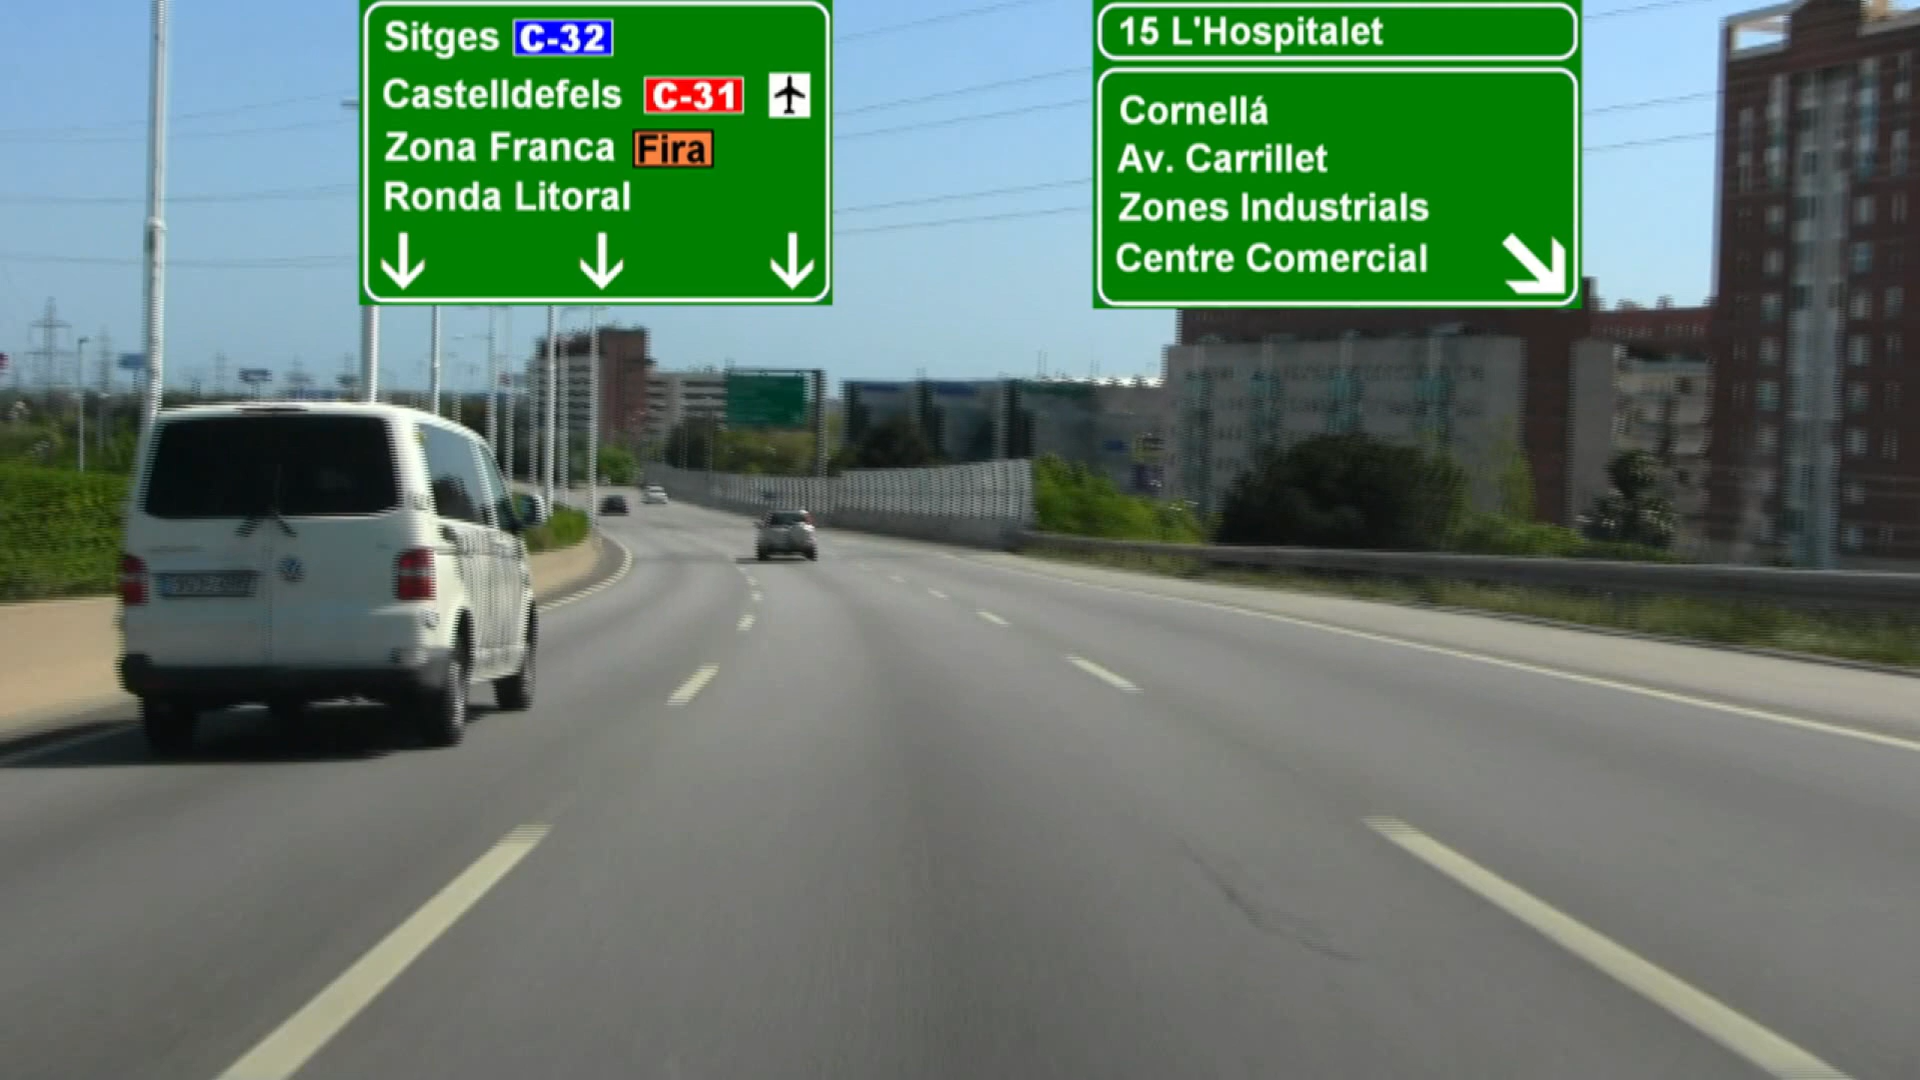 Sitges C-32
Castelldefels C-31
Zona Franca Fira
Ronda Litoral
15 L'Hospitalet
Cornellá
Av. Carrillet
Zones Industrials
Centre Comercial